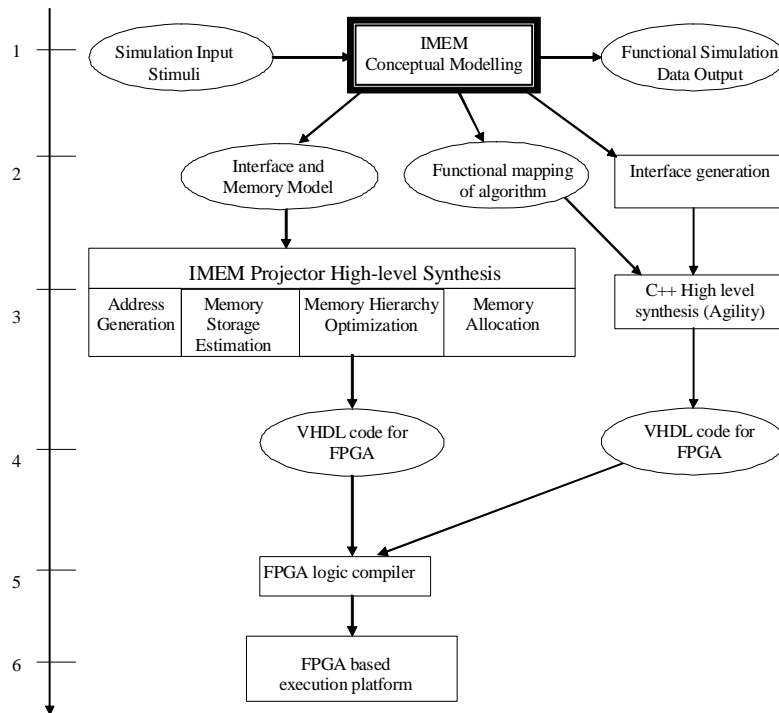 1
Simulation Input
Stimuli
IMEM
Conceptual Modelling
Functional Simulation
Data Output
2
Interface and
Memory Model
Functional mapping
of algorithm
Interface generation
IMEM Projector High-level Synthesis
3
Address
Generation
Memory
Storage
Estimation
Memory Hierarchy
Optimization
Memory
Allocation
C++ High level
synthesis (Agility)
4
VHDL code for
FPGA
VHDL code for
FPGA
5
FPGA logic compiler
6
FPGA based
execution platform